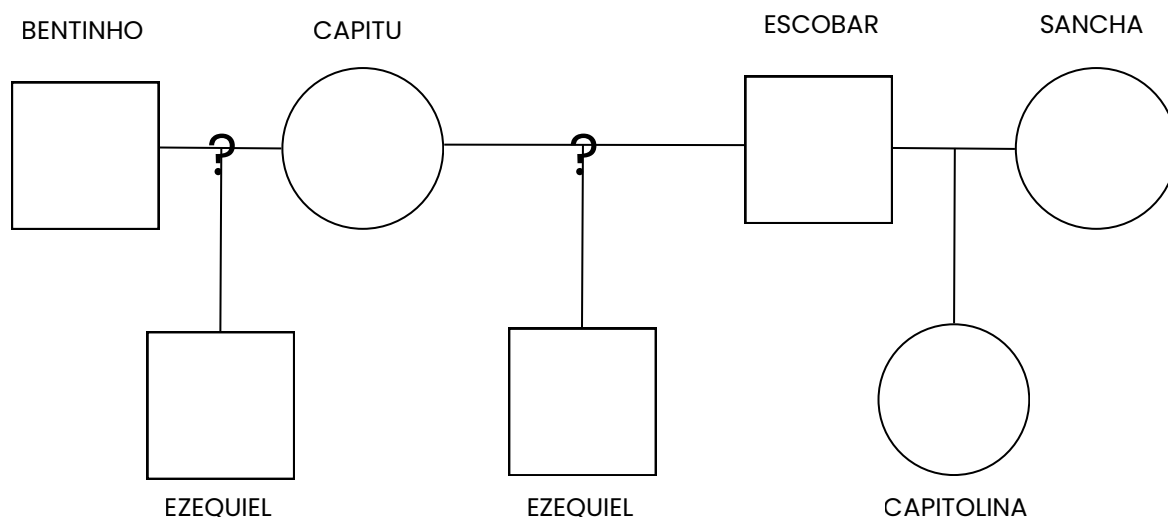 BENTINHO
CAPITU
ESCOBAR
SANCHA
?
?
EZEQUIEL
EZEQUIEL
CAPITOLINA